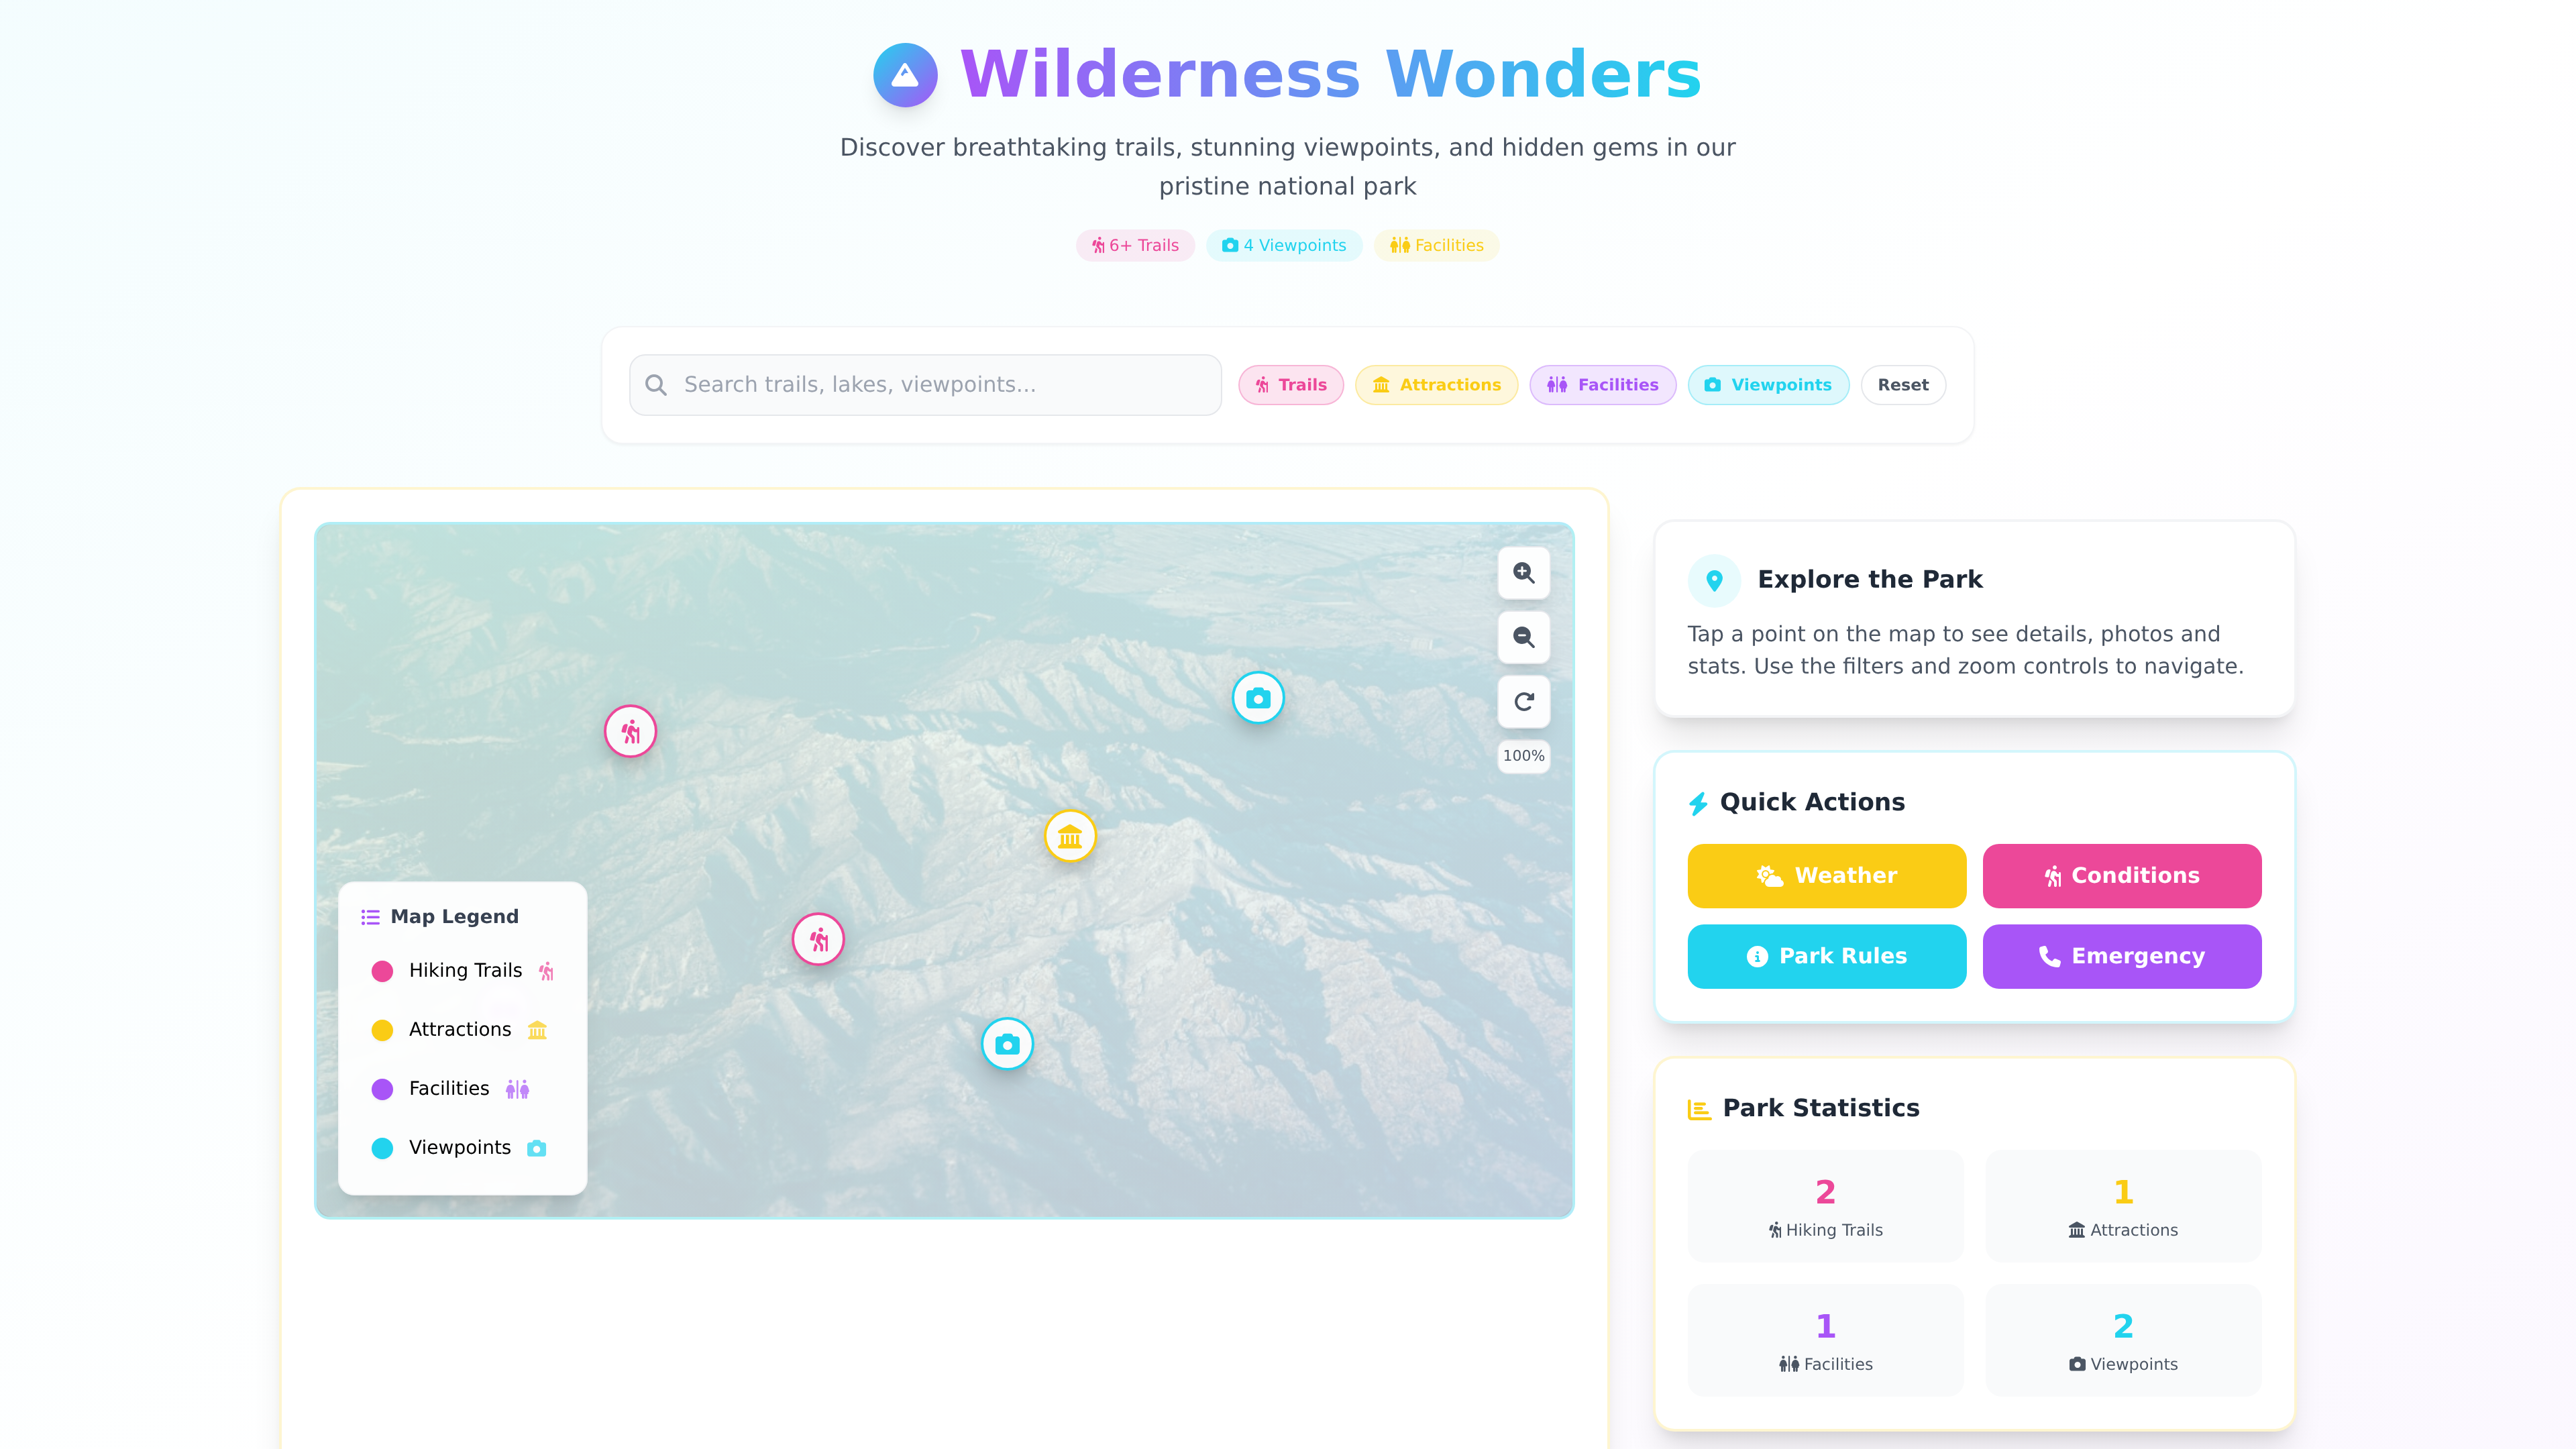 Wilderness Wonders
Discover breathtaking trails, stunning viewpoints, and hidden gems in our
pristine national park
6+ Trails
4 Viewpoints
Facilities
Search trails, lakes, viewpoints...
Trails
Attractions
Facilities
Viewpoints
Reset
100%
Map Legend
Hiking Trails
Attractions
Facilities
Viewpoints
Explore the Park
Tap a point on the map to see details, photos and
stats. Use the filters and zoom controls to navigate.
Quick Actions
Weather
Conditions
Park Rules
Emergency
Park Statistics
2
Hiking Trails
1
Attractions
1
Facilities
2
Viewpoints